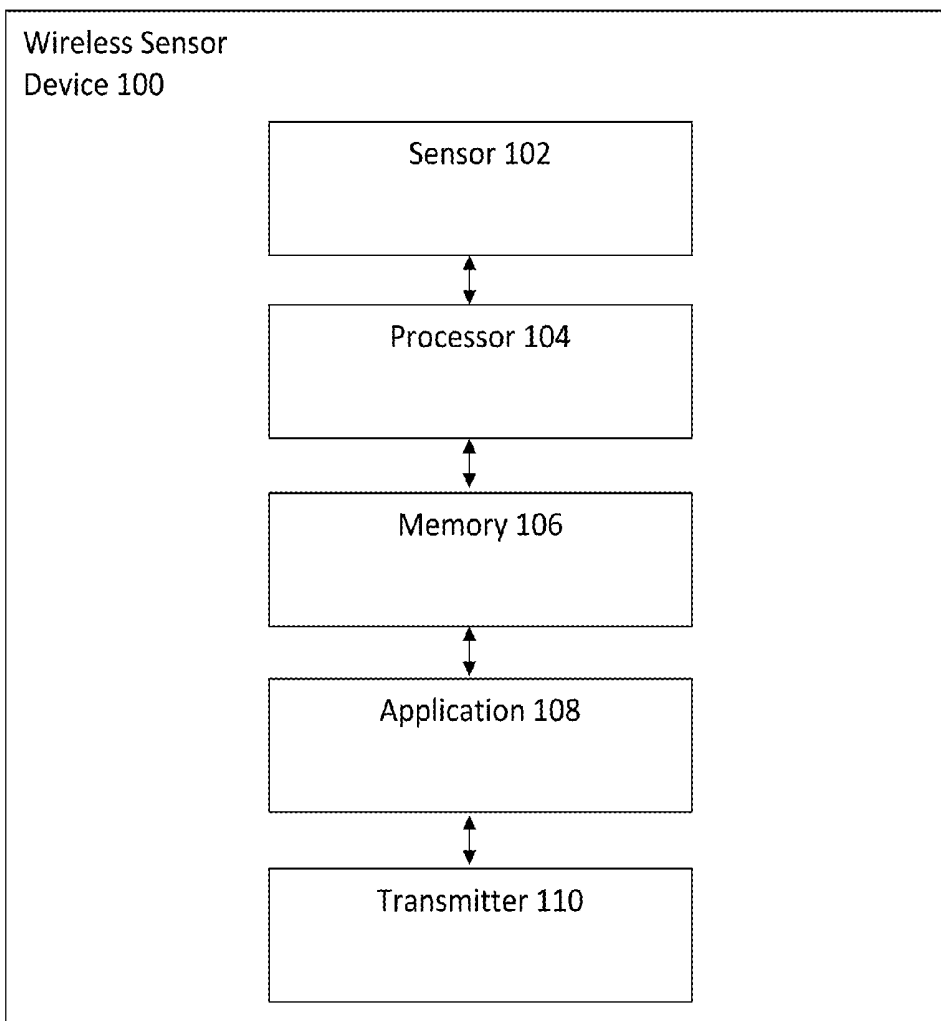 Wireless Sensor
Device 100
Sensor 102
Processor 104
Memory 106
Application 108
Transmitter 110